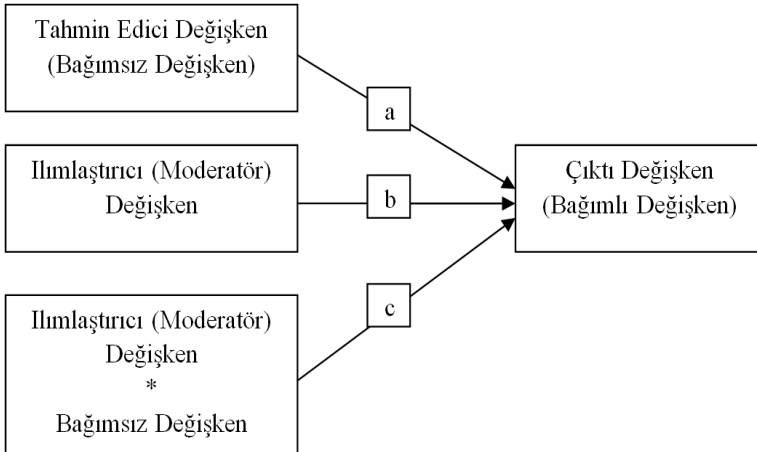 Tahmin Edici Değişken
(Bağımsız Değişken)
a
Ilımlaştırıcı (Moderatör)
Değişken
b
Çıktı Değişken
(Bağımlı Değişken)
c
Ilımlaştırıcı (Moderatör)
Değişken
*
Bağımsız Değişken